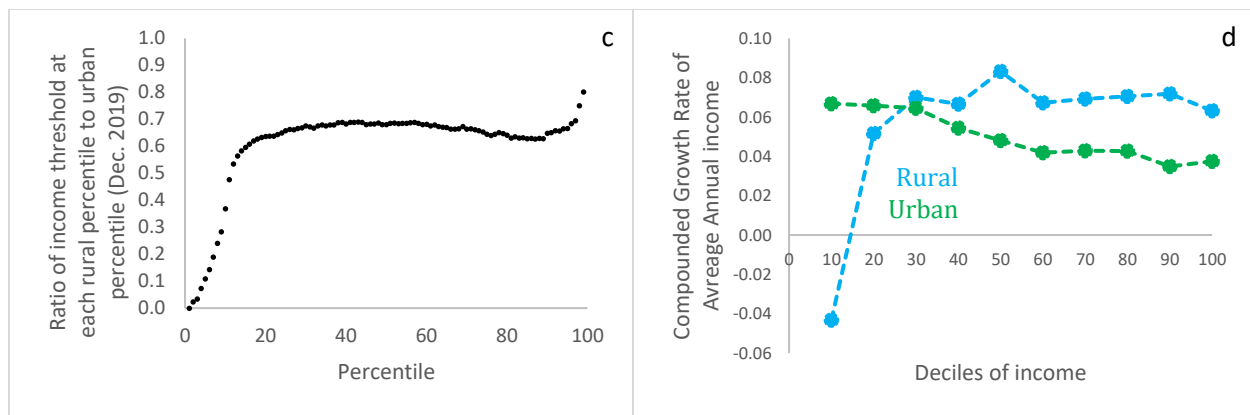 c
Ratio of income threshold at
each rural percentile to urban
percentile (Dec. 2019)
1.0
0.9
0.8
0.7
0.6
0.5
0.4
0.3
0.2
0.1
0.0
0 20 40 60 80 100
Percentile
d
Compounded Growth Rate of
Avreage Annual income
0.10
0.08
0.06
0.04
0.02
0.00
-0.02
-0.04
-0.06
0 10 20 30 40 50 60 70 80 90 100
Rural
Urban
Deciles of income